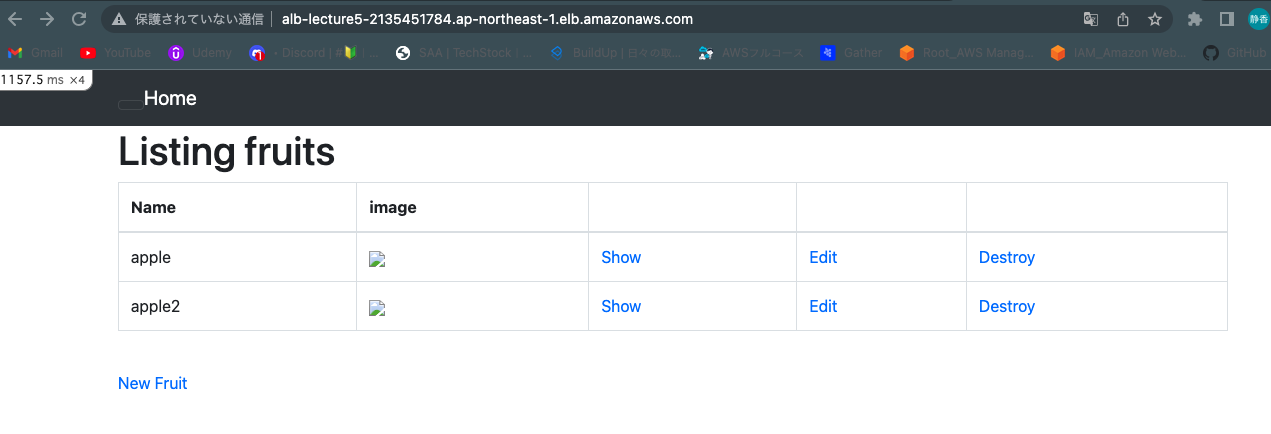 保護されていない通信 alb-lecture5-2135451784.ap-northeast-1.elb.amazonaws.com 静香
Gmail YouTube Udemy ・Discord | #🔰 | ... SAA | TechStock | ... BuildUp | 日々の取... AWSフルコース Gather Root_AWS Manag... IAM_Amazon Web... GitHub
1157.5 ms ×4
Home
Listing fruits
Name image
apple Show Edit Destroy
apple2 Show Edit Destroy
New Fruit